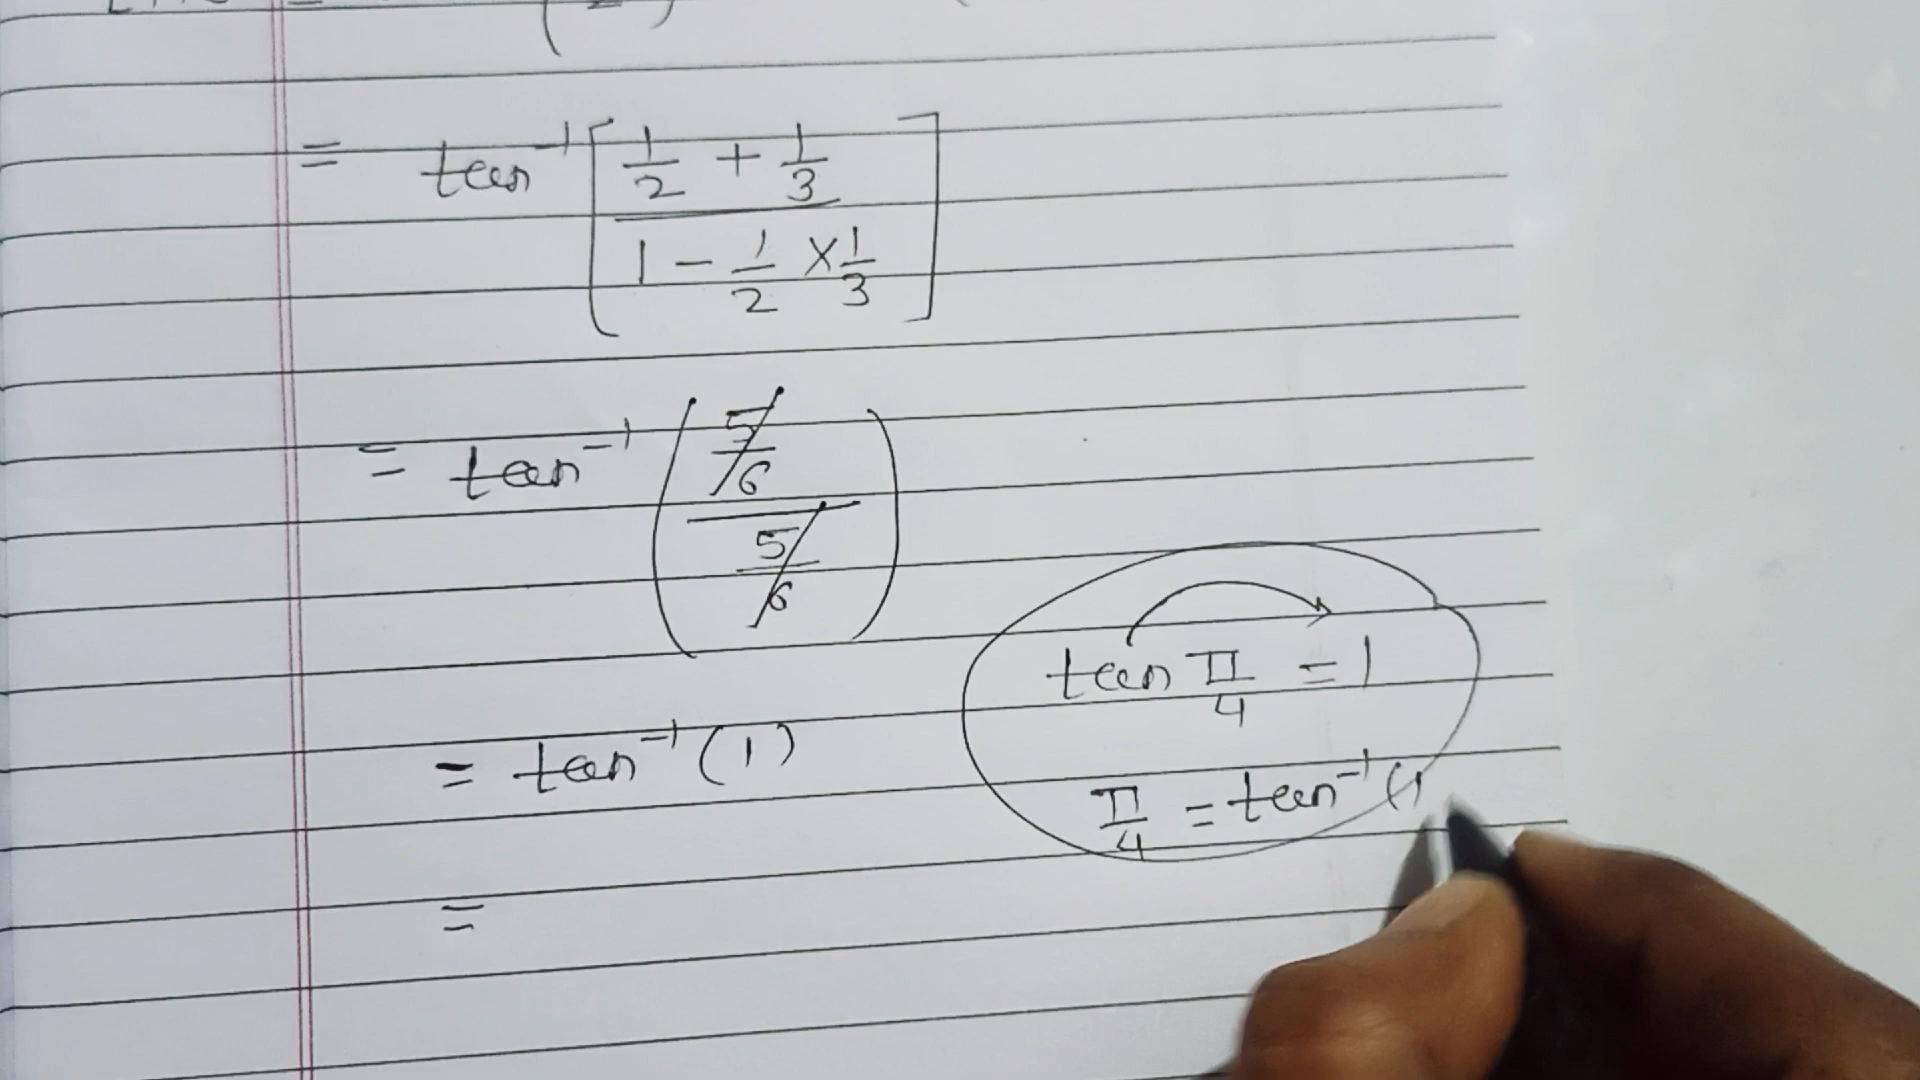 = tan⁻¹ [ (1/2 + 1/3) / (1 - 1/2 × 1/3) ]
= tan⁻¹ ( (5/6) / (5/6) )
= tan⁻¹ (1)
tan π/4 = 1
π/4 = tan⁻¹ (1
=